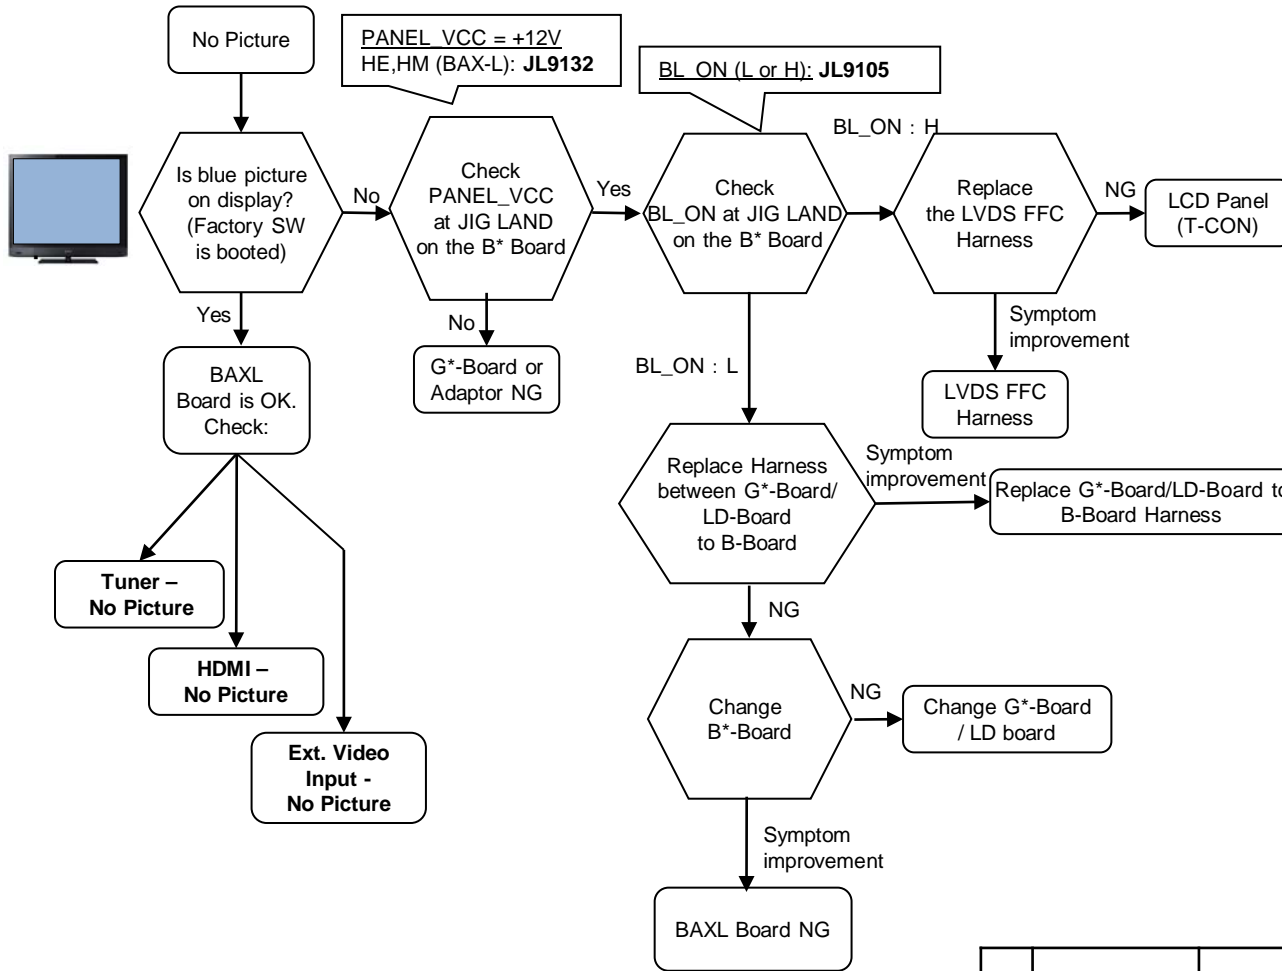 No Picture
PANEL_VCC = +12V
HE,HM (BAX-L): JL9132
BL_ON (L or H): JL9105
BL_ON : H
Is blue picture
on display?
(Factory SW
is booted)
No
Check
PANEL_VCC
at JIG LAND
on the B* Board
Yes
Check
BL_ON at JIG LAND
on the B* Board
Replace
the LVDS FFC
Harness
NG
LCD Panel
(T-CON)
Yes
No
Symptom
improvement
BAXL
Board is OK.
Check:
G*-Board or
Adaptor NG
BL_ON : L
LVDS FFC
Harness
Replace Harness
between G*-Board/
LD-Board
to B-Board
Symptom
improvement
Replace G*-Board/LD-Board to
B-Board Harness
Tuner –
No Picture
NG
HDMI –
No Picture
Change
B*-Board
NG
Change G*-Board
/ LD board
Ext. Video
Input -
No Picture
Symptom
improvement
BAXL Board NG